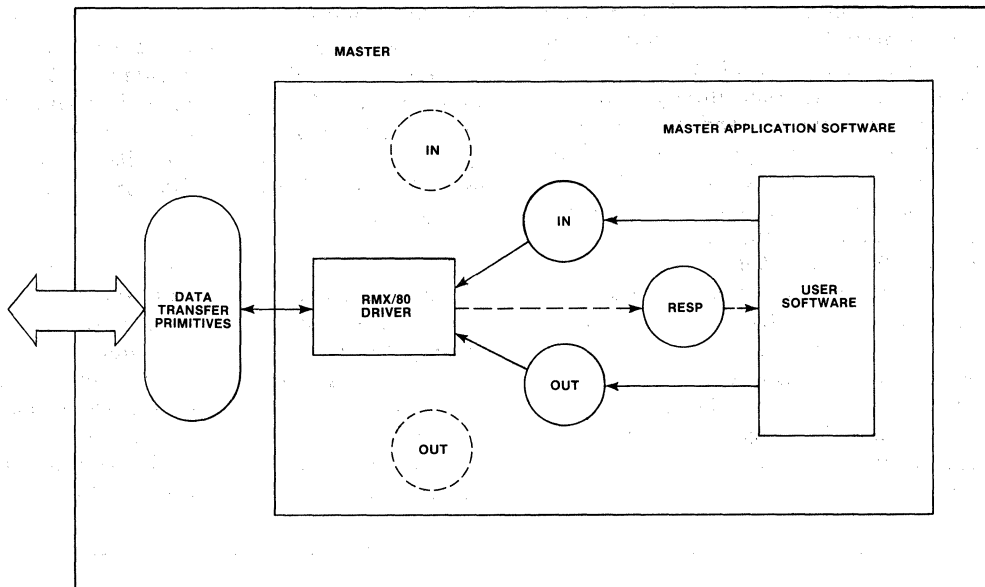 MASTER
MASTER APPLICATION SOFTWARE
IN
IN
DATA
TRANSFER
PRIMITIVES
RMX/80
DRIVER
RESP
USER
SOFTWARE
OUT
OUT